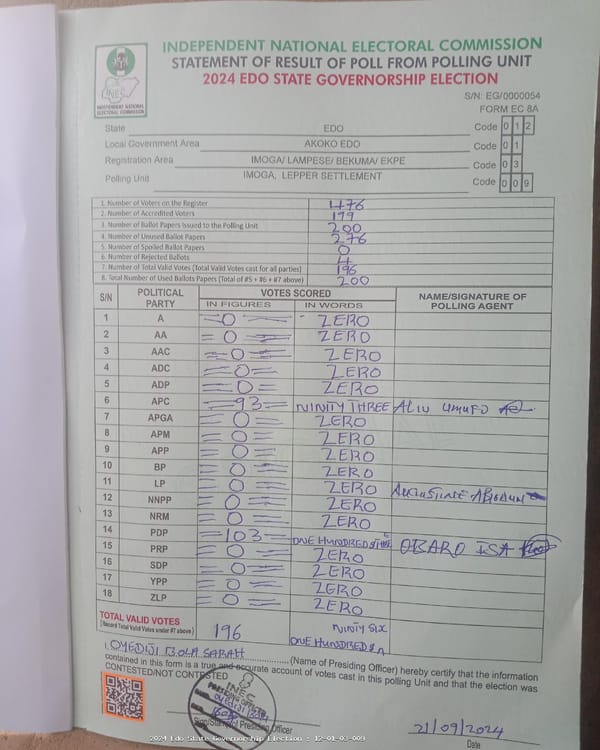 INDEPENDENT NATIONAL ELECTORAL COMMISSION
STATEMENT OF RESULT OF POLL FROM POLLING UNIT
2024 EDO STATE GOVERNORSHIP ELECTION
INEC
INDEPENDENT NATIONAL ELECTORAL COMMISSION
S/N: EG/0000054
FORM EC 8A
State EDO Code 0 1 2
Local Government Area AKOKO EDO Code 0 1
Registration Area IMOGA/ LAMPESE/ BEKUMA/ EKPE Code 0 3
Polling Unit IMOGA, LEPPER SETTLEMENT Code 0 0 9
1. Number of Voters on the Register 476
2. Number of Accredited Voters 199
3. Number of Ballot Papers Issued to the Polling Unit 200
4. Number of Unused Ballot Papers 276
5. Number of Spoiled Ballot Papers 0
6. Number of Rejected Ballots 4
7. Number of Total Valid Votes (Total Valid Votes cast for all parties) 196
8. Total Number of Used Ballots Papers (Total of #5 + #6 + #7 above) 200
S/N POLITICAL PARTY VOTES SCORED NAME/SIGNATURE OF POLLING AGENT
IN FIGURES IN WORDS
1 A 0 ZERO
2 AA 0 ZERO
3 AAC 0 ZERO
4 ADC 0 ZERO
5 ADP 0 ZERO
6 APC 93 NINITY THREE ALIU UMUFO
7 APGA 0 ZERO
8 APM 0 ZERO
9 APP 0 ZERO
10 BP 0 ZERO
11 LP 0 ZERO
12 NNPP 0 ZERO
13 NRM 0 ZERO
14 PDP 103 ONE HUNDRED & THREE OBARO ISA
15 PRP 0 ZERO
16 SDP 0 ZERO
17 YPP 0 ZERO
18 ZLP 0 ZERO
TOTAL VALID VOTES
(Record Total Valid Votes under #7 above) 196 NINITY SIX
ONE HUNDRED &
I, OYEDIJI BOLA SARAH (Name of Presiding Officer) hereby certify that the information
contained in this form is a true and accurate account of votes cast in this polling Unit and that the election was
CONTESTED/NOT CONTESTED
INEC
Sign/Stamp of Presiding Officer
21/09/2024
Date
2024 Edo State Governorship Election - 12-01-03-009